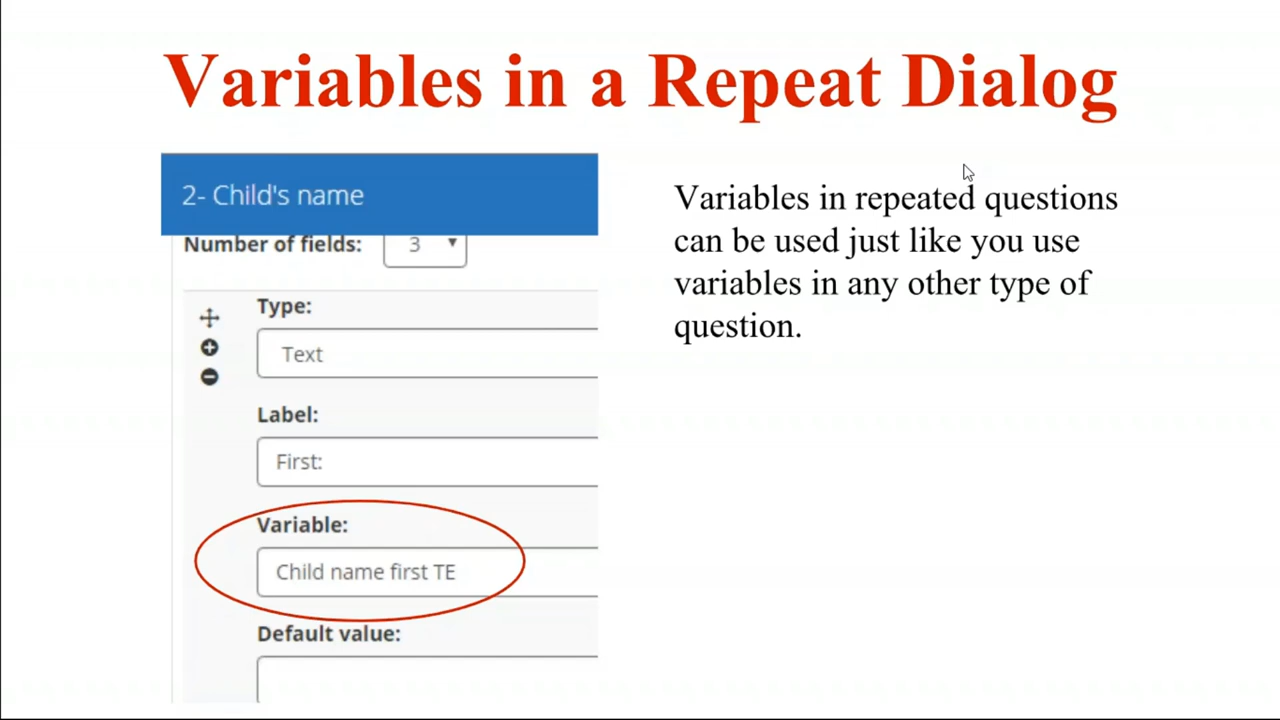 Variables in a Repeat Dialog
2- Child's name
Number of fields: 3
Type:
Text
Label:
First:
Variable:
Child name first TE
Default value:
Variables in repeated questions
can be used just like you use
variables in any other type of
question.